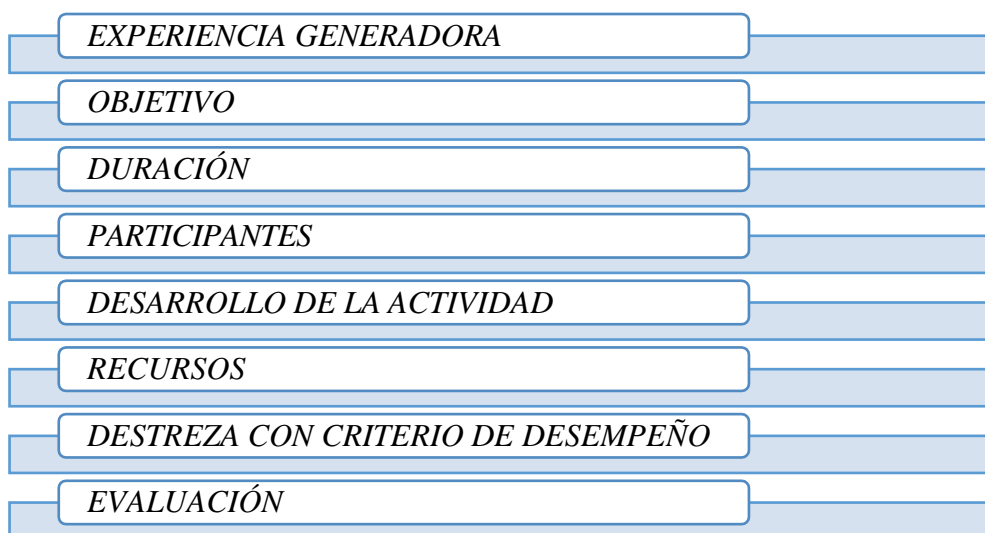 EXPERIENCIA GENERADORA
OBJETIVO
DURACIÓN
PARTICIPANTES
DESARROLLO DE LA ACTIVIDAD
RECURSOS
DESTREZA CON CRITERIO DE DESEMPEÑO
EVALUACIÓN